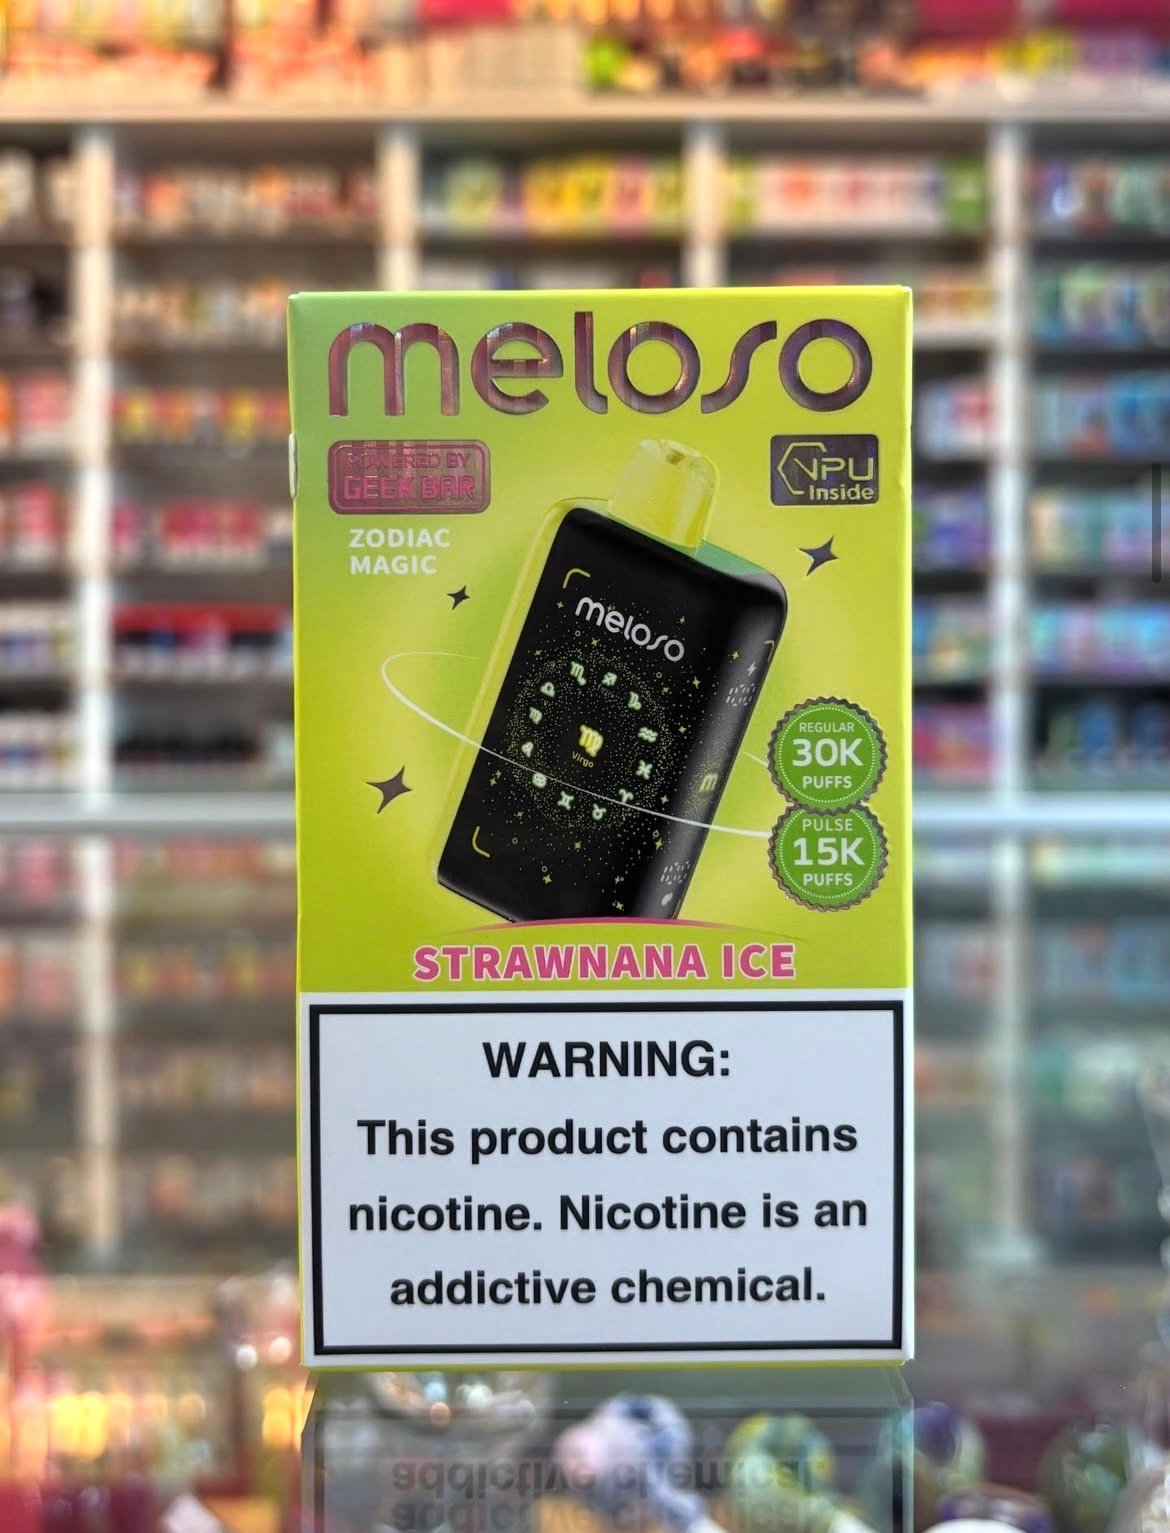 meloso
POWERED BY
GEEK BAR
VPU
Inside
ZODIAC
MAGIC
meloso
Virgo
REGULAR
30K
PUFFS
PULSE
15K
PUFFS
STRAWNANA ICE
WARNING:
This product contains
nicotine. Nicotine is an
addictive chemical.